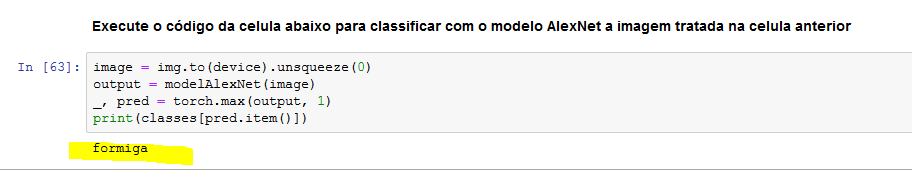 Execute o código da celula abaixo para classificar com o modelo AlexNet a imagem tratada na celula anterior
In [63]: image = img.to(device).unsqueeze(0)
output = modelAlexNet(image)
_, pred = torch.max(output, 1)
print(classes[pred.item()])
formiga